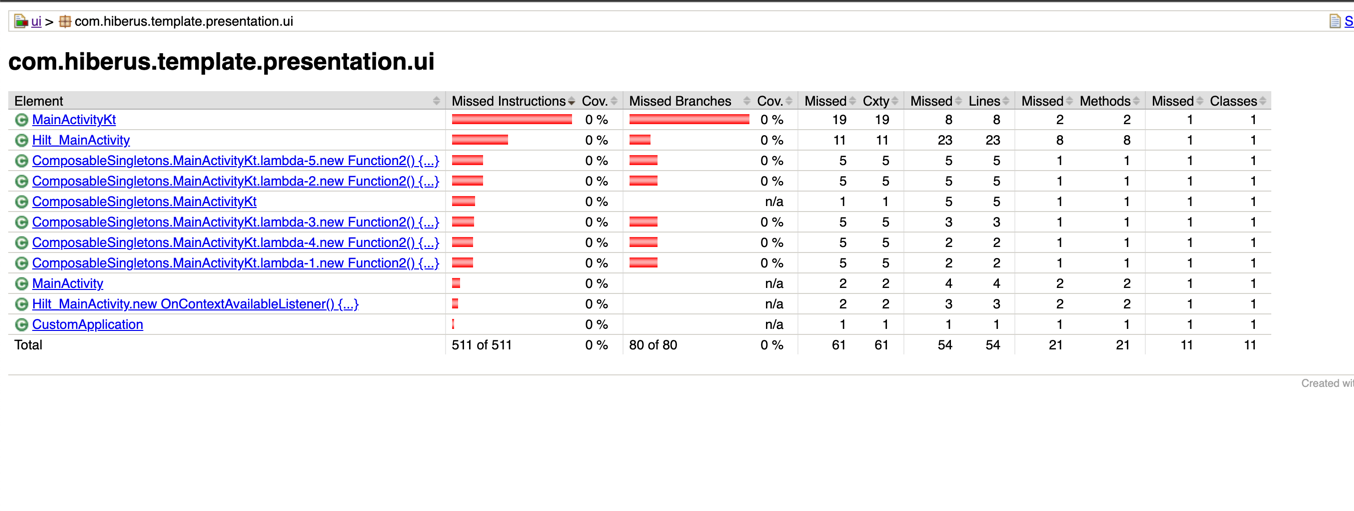 ui > com.hiberus.template.presentation.ui S
com.hiberus.template.presentation.ui
Element Missed Instructions Cov. Missed Branches Cov. Missed Cxty Missed Lines Missed Methods Missed Classes
MainActivityKt 0 % 0 % 19 19 8 8 2 2 1 1
Hilt_MainActivity 0 % 0 % 11 11 23 23 8 8 1 1
ComposableSingletons.MainActivityKt.lambda-5.new Function2() {...} 0 % 0 % 5 5 5 5 1 1 1 1
ComposableSingletons.MainActivityKt.lambda-2.new Function2() {...} 0 % 0 % 5 5 5 5 1 1 1 1
ComposableSingletons.MainActivityKt 0 % n/a 1 1 5 5 1 1 1 1
ComposableSingletons.MainActivityKt.lambda-3.new Function2() {...} 0 % 0 % 5 5 3 3 1 1 1 1
ComposableSingletons.MainActivityKt.lambda-4.new Function2() {...} 0 % 0 % 5 5 2 2 1 1 1 1
ComposableSingletons.MainActivityKt.lambda-1.new Function2() {...} 0 % 0 % 5 5 2 2 1 1 1 1
MainActivity 0 % n/a 2 2 4 4 2 2 1 1
Hilt_MainActivity.new OnContextAvailableListener() {...} 0 % n/a 2 2 3 3 2 2 1 1
CustomApplication 0 % n/a 1 1 1 1 1 1 1 1
Total 511 of 511 0 % 80 of 80 0 % 61 61 54 54 21 21 11 11
Created wit